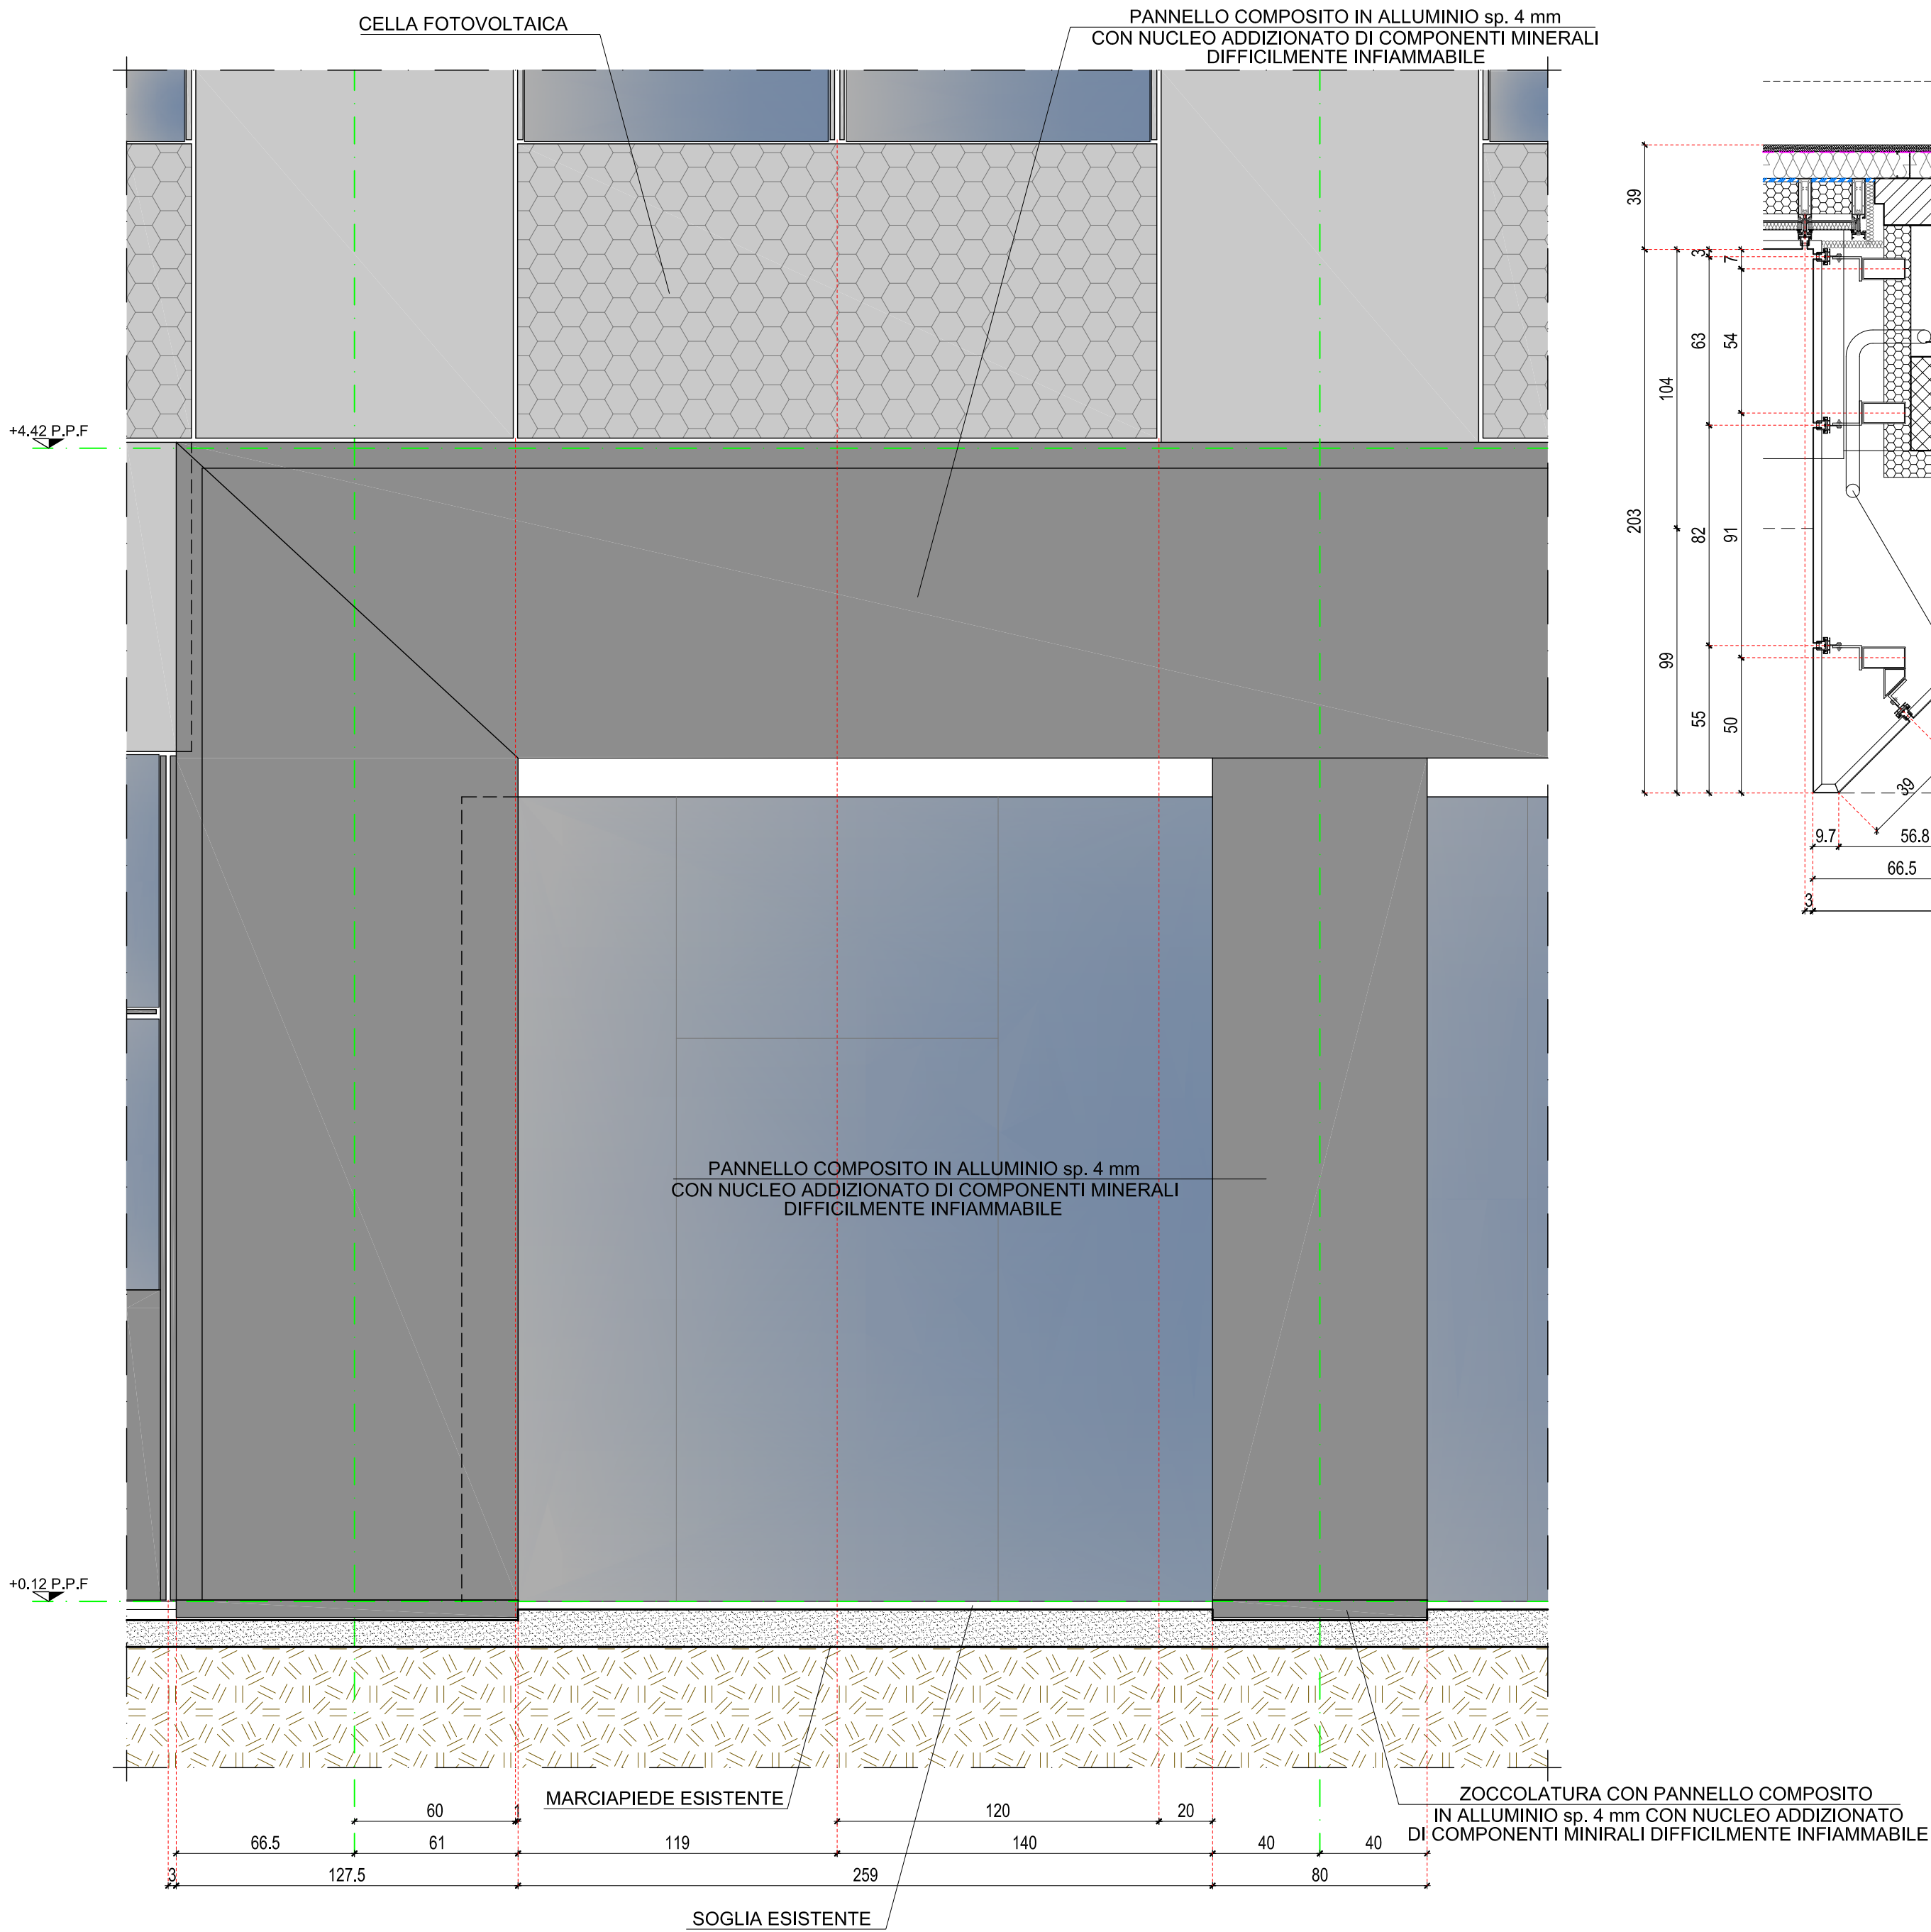 CELLA FOTOVOLTAICA
PANNELLO COMPOSITO IN ALLUMINIO sp. 4 mm
CON NUCLEO ADDIZIONATO DI COMPONENTI MINERALI
DIFFICILMENTE INFIAMMABILE
+4.42 P.P.F
39
203
104
99
3
63
82
55
7
54
91
50
39
9.7
56.8
66.5
3
PANNELLO COMPOSITO IN ALLUMINIO sp. 4 mm
CON NUCLEO ADDIZIONATO DI COMPONENTI MINERALI
DIFFICILMENTE INFIAMMABILE
+0.12 P.P.F
MARCIAPIEDE ESISTENTE
ZOCCOLATURA CON PANNELLO COMPOSITO
IN ALLUMINIO sp. 4 mm CON NUCLEO ADDIZIONATO
DI COMPONENTI MINIRALI DIFFICILMENTE INFIAMMABILE
60 1 120 20
66.5 61 119 140 40 40
3 127.5 259 80
SOGLIA ESISTENTE